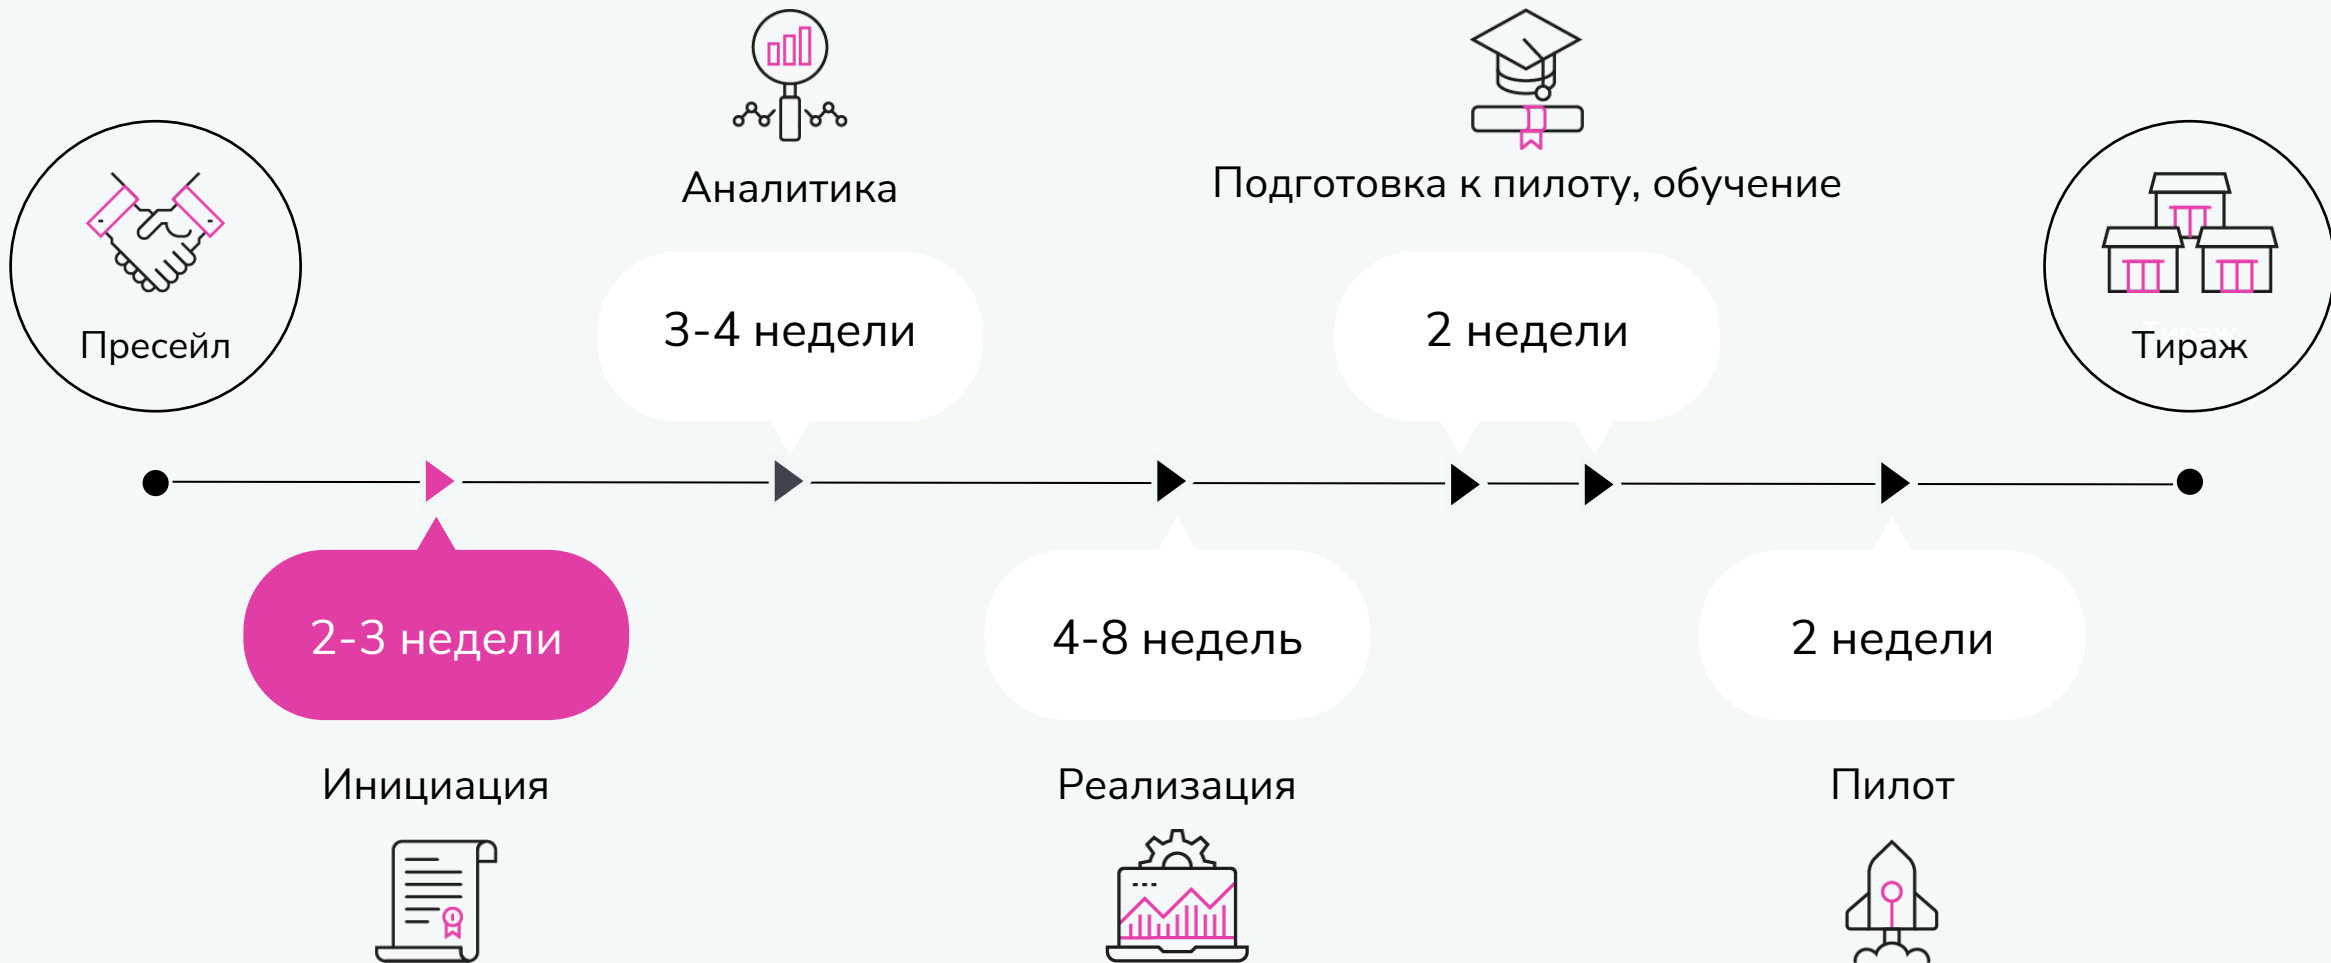 Аналитика
Подготовка к пилоту, обучение
Пресейл
3-4 недели
2 недели
Тираж
2-3 недели
4-8 недель
2 недели
Инициация
Реализация
Пилот